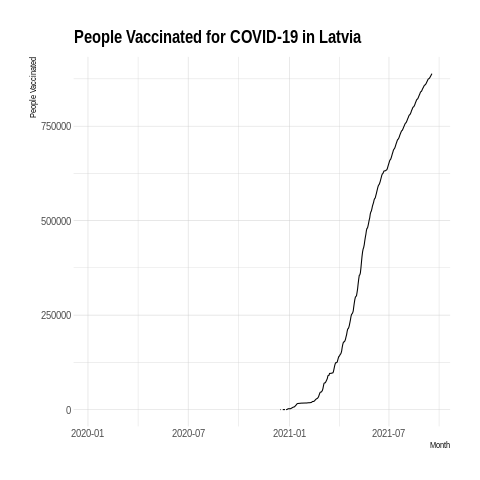 People Vaccinated for COVID-19 in Latvia
People Vaccinated
750000
500000
250000
0
2020-01 2020-07 2021-01 2021-07
Month